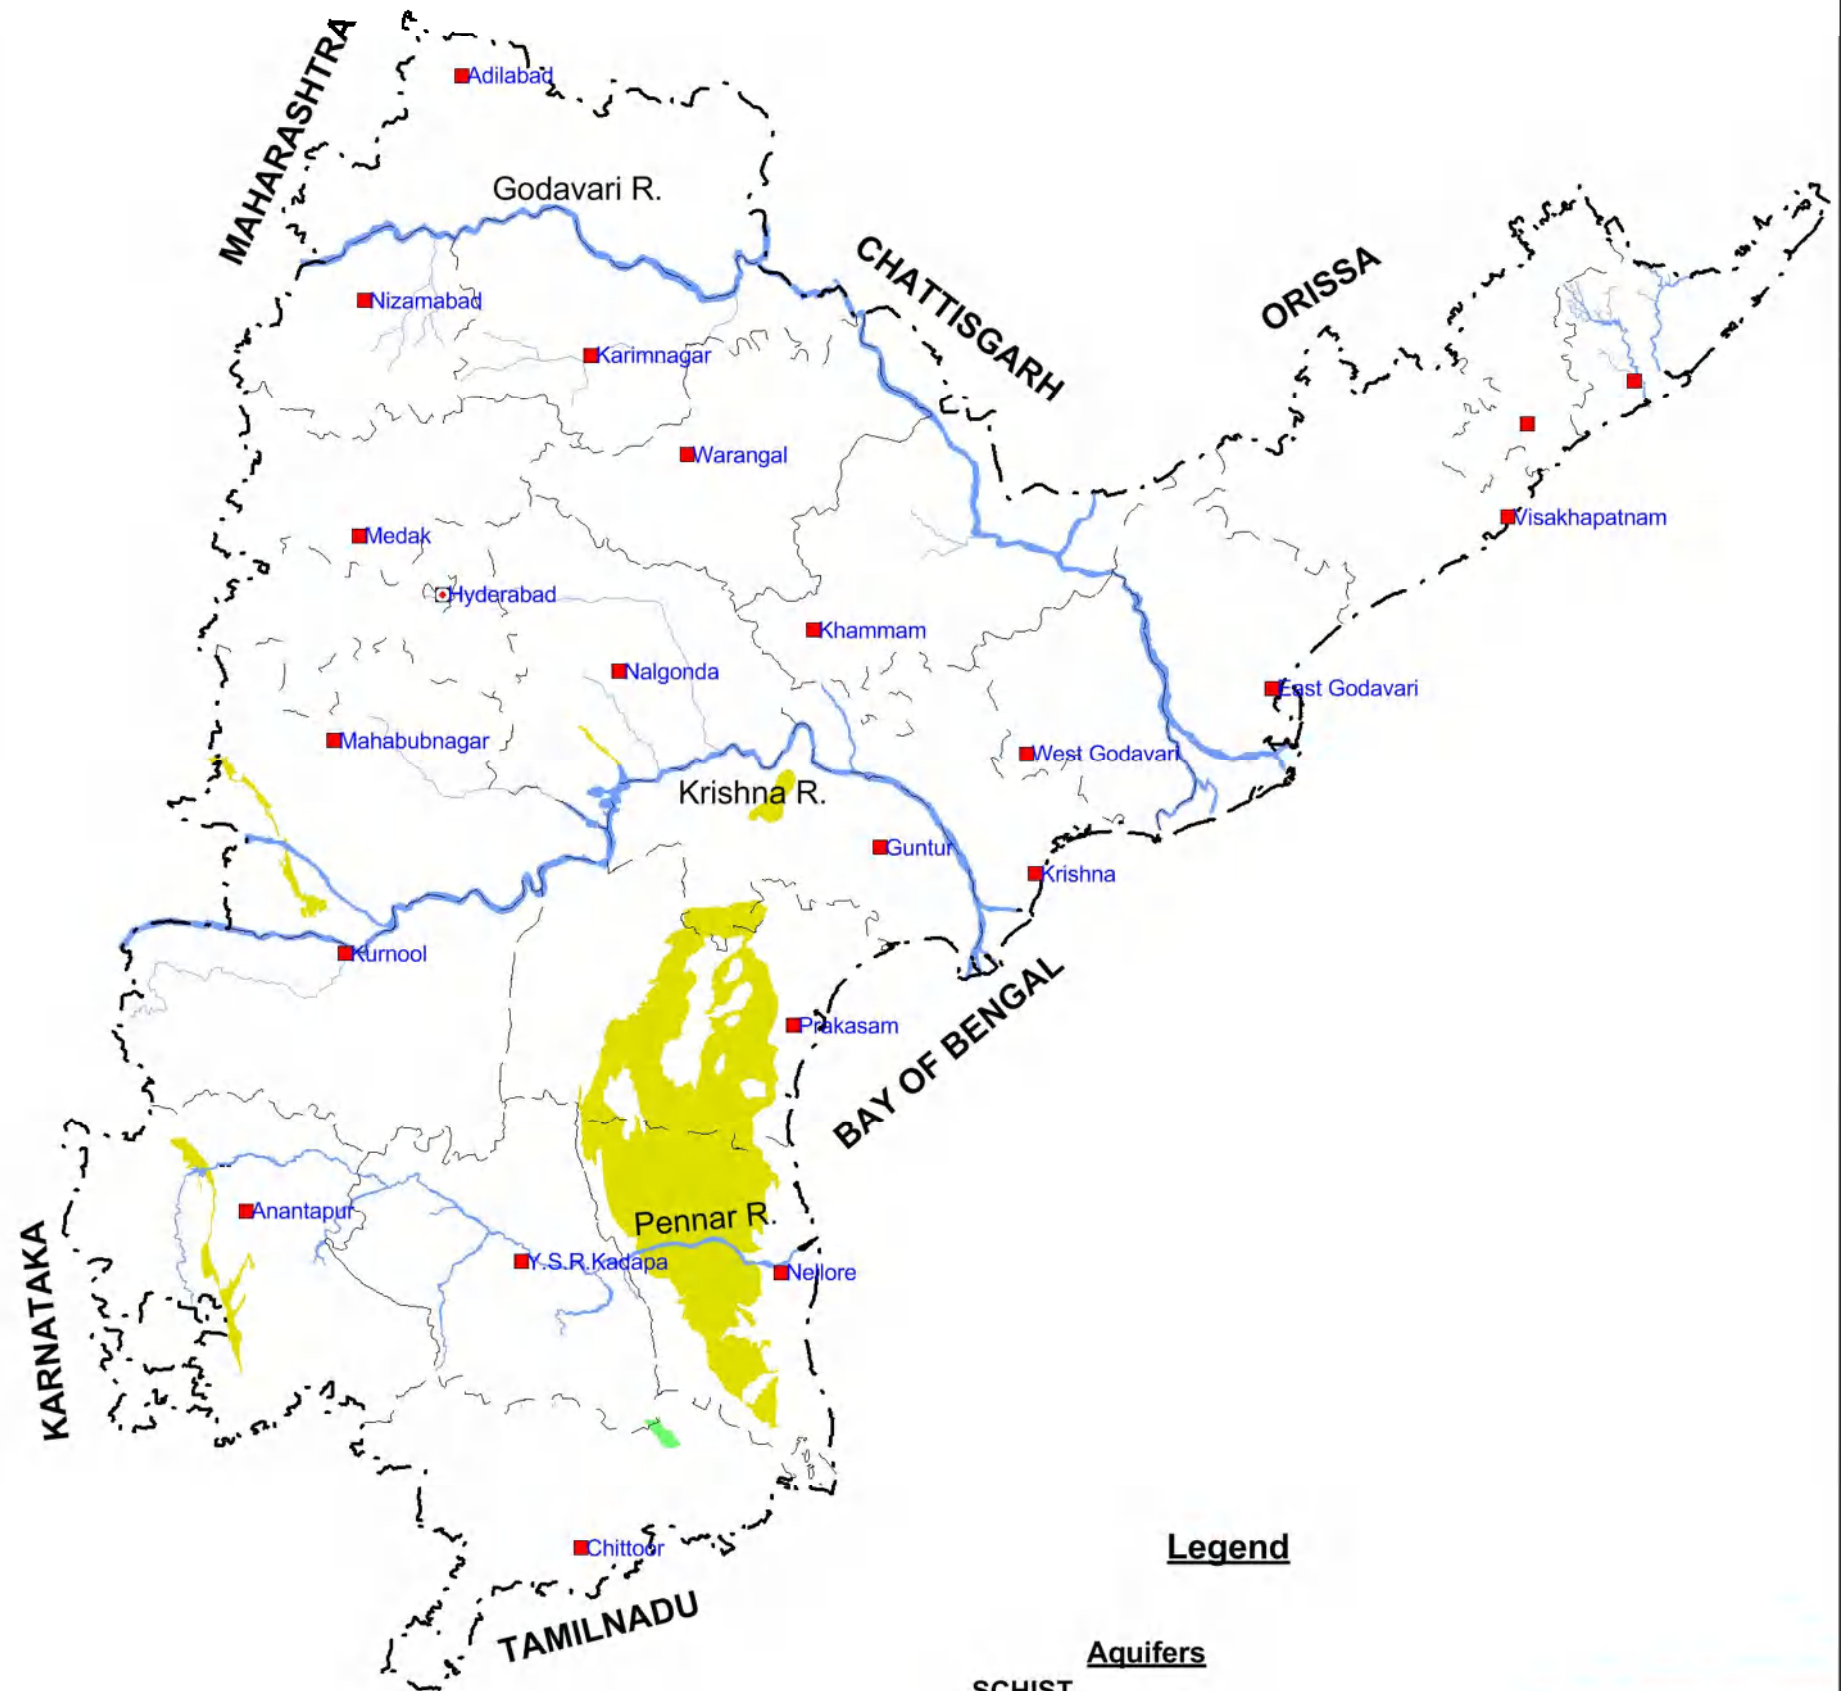 Adilabad
MAHARASHTRA
Godavari R.
CHATTISGARH
ORISSA
Nizamabad
Karimnagar
Warangal
Visakhapatnam
Medak
Hyderabad
Khammam
Nalgonda
East Godavari
Mahabubnagar
West Godavari
Krishna R.
Guntur
Krishna
Kurnool
Prakasam
BAY OF BENGAL
Anantapur
Pennar R.
Y.S.R.Kadapa
Nellore
KARNATAKA
Chittoor
TAMILNADU
Legend
Aquifers
SCHIST